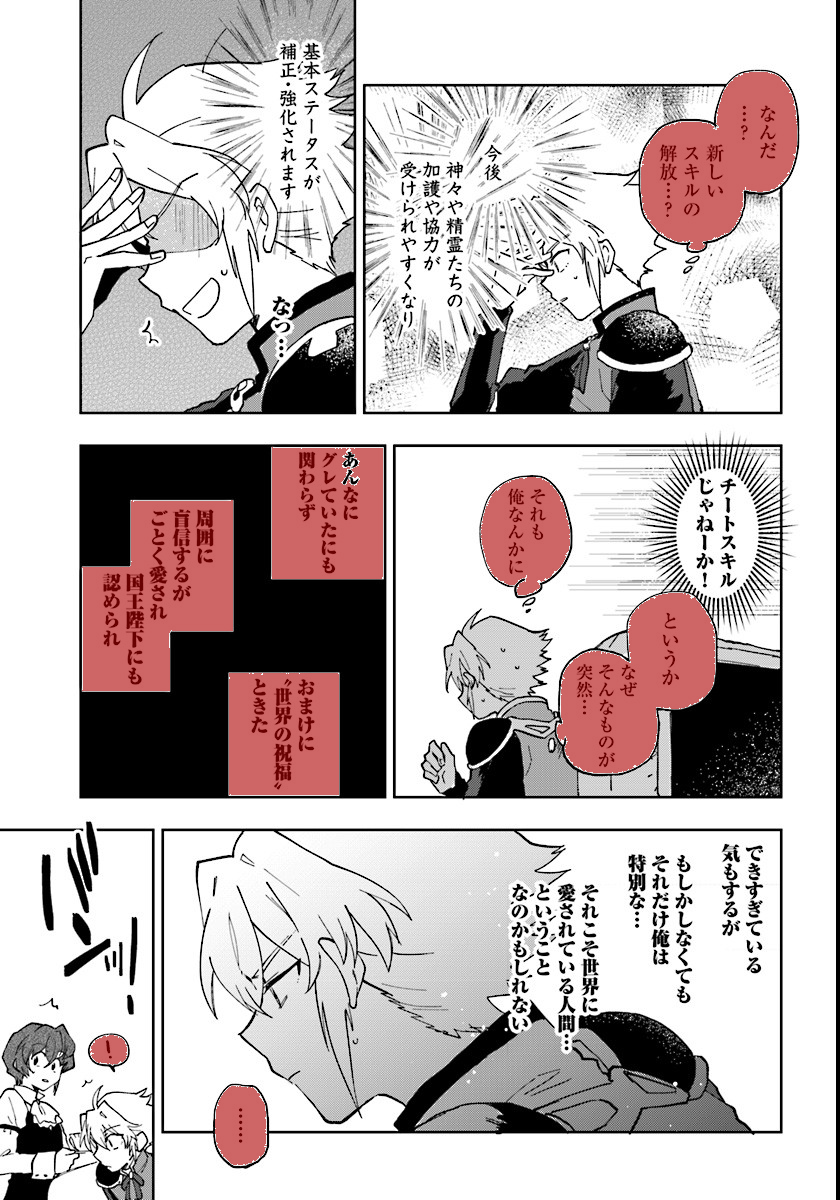 なんだ
…?
新しい
スキルの
解放…?
今後
神々や精霊たちの
加護や協力が
受けられやすくなり
基本ステータスが
補正・強化されます
なっ…
チートスキル
じゃねーか!
というか
なぜ
そんなものが
突然…
それも
俺なんかに
あんなに
グレていたにも
関わらず
周囲に
盲信するが
ごとく愛され
国王陛下にも
認められ
おまけに
〝世界の祝福〟
ときた
できすぎている
気もするが
もしかしなくても
それだけ俺は
特別な…
それこそ世界に
愛されている人間…
ということ
なのかもしれない
……
コンッ!
!